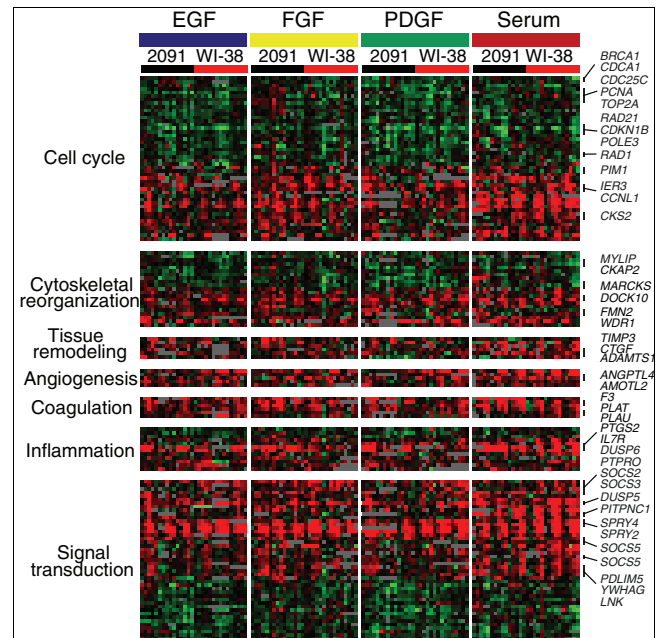 EGF FGF PDGF Serum
2091 WI-38 2091 WI-38 2091 WI-38 2091 WI-38
BRCA1
CDCA1
CDC25C
PCNA
TOP2A
RAD21
CDKN1B
POLE3
RAD1
PIM1
IER3
CCNL1
CKS2
Cell cycle
MYLIP
CKAP2
MARCKS
DOCK10
FMN2
WDR1
Cytoskeletal
reorganization
TIMP3
CTGF
ADAMTS1
Tissue
remodeling
ANGPTL4
AMOTL2
Angiogenesis
F3
PLAT
PLAU
Coagulation
PTGS2
IL7R
DUSP6
PTPRO
Inflammation
SOCS2
SOCS3
DUSP5
PITPNC1
SPRY4
SPRY2
SOCS5
SOCS5
PDLIM5
YWHAG
LNK
Signal
transduction